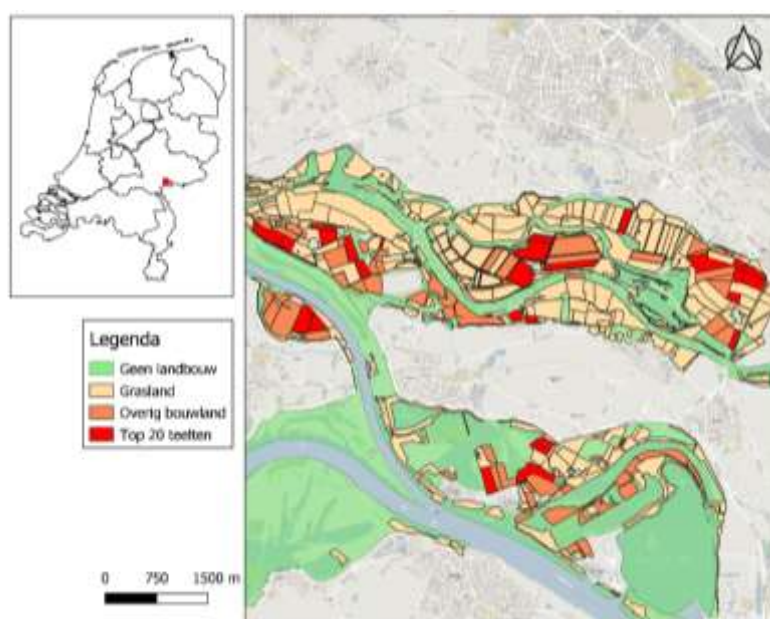 Legenda
Geen landbouw
Grasland
Overig bouwland
Top 20 teelten
0 750 1500 m